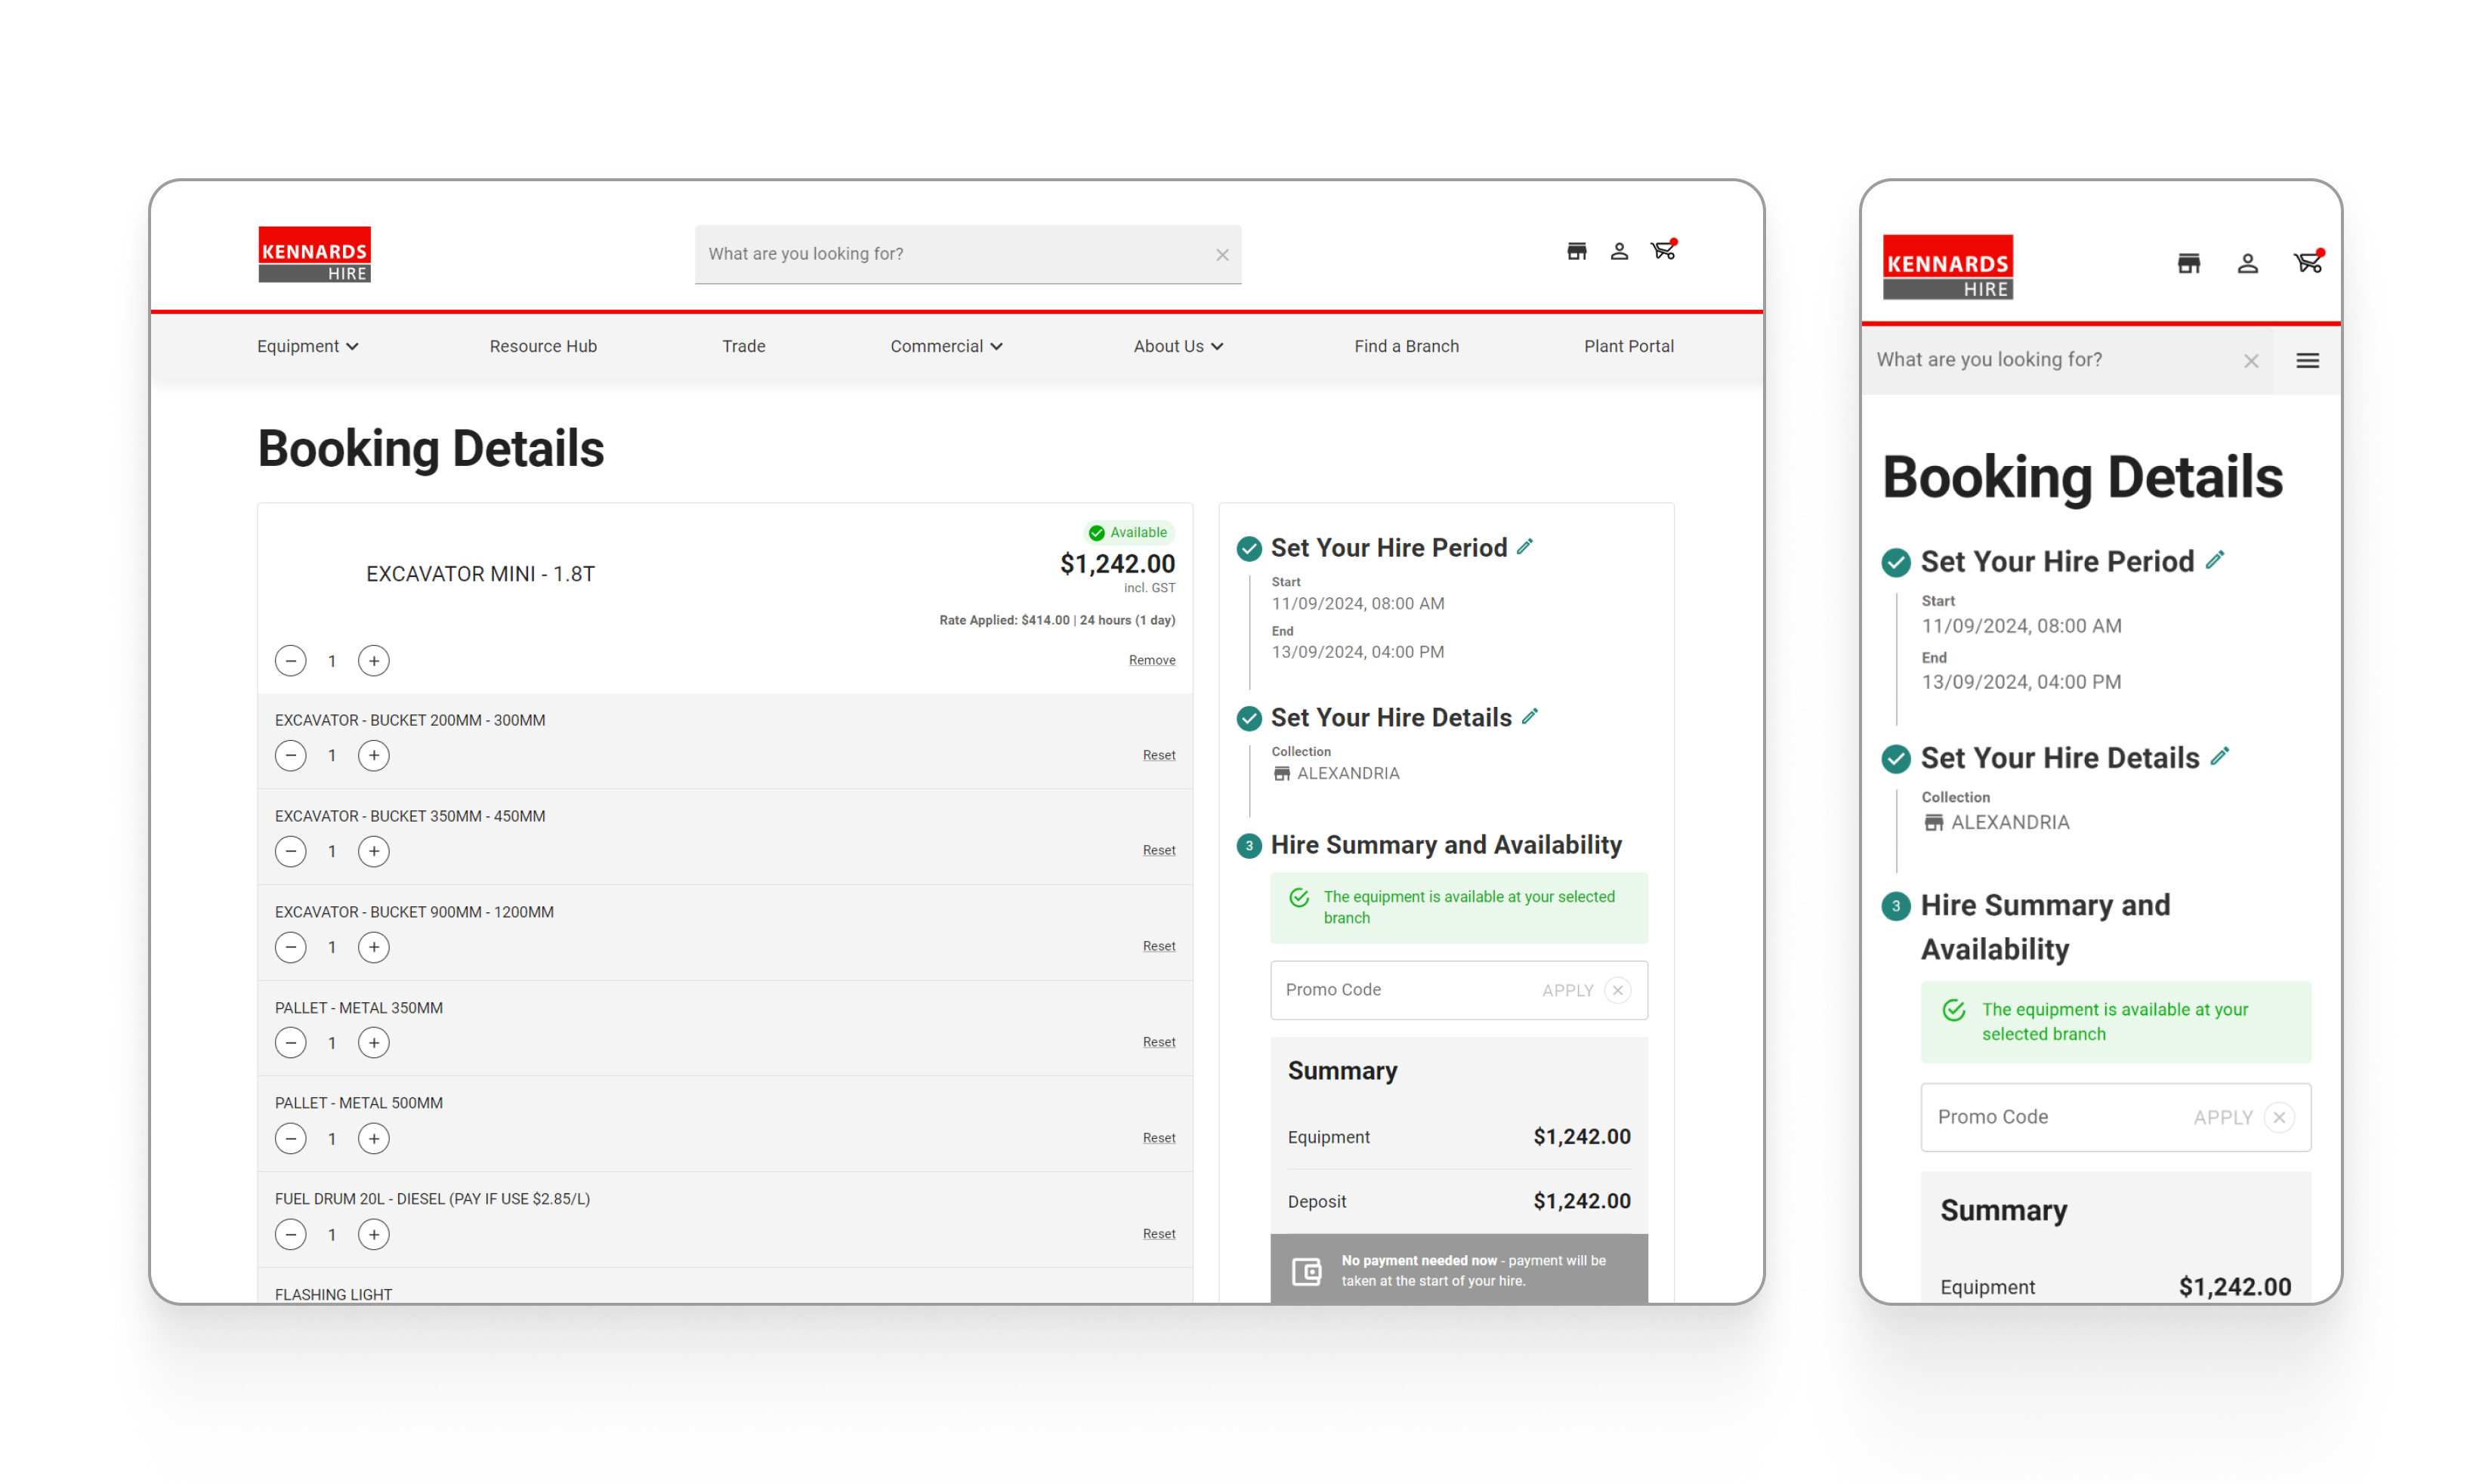 KENNARDS
HIRE
What are you looking for?
Equipment
Resource Hub
Trade
Commercial
About Us
Find a Branch
Plant Portal
Booking Details
Available
EXCAVATOR MINI - 1.8T
$1,242.00
incl. GST
Rate Applied: $414.00 | 24 hours (1 day)
1
Remove
EXCAVATOR - BUCKET 200MM - 300MM
1
Reset
EXCAVATOR - BUCKET 350MM - 450MM
1
Reset
EXCAVATOR - BUCKET 900MM - 1200MM
1
Reset
PALLET - METAL 350MM
1
Reset
PALLET - METAL 500MM
1
Reset
FUEL DRUM 20L - DIESEL (PAY IF USE $2.85/L)
1
Reset
FLASHING LIGHT
Set Your Hire Period
Start
11/09/2024, 08:00 AM
End
13/09/2024, 04:00 PM
Set Your Hire Details
Collection
ALEXANDRIA
3 Hire Summary and Availability
The equipment is available at your selected
branch
Promo Code APPLY
Summary
Equipment $1,242.00
Deposit $1,242.00
No payment needed now - payment will be
taken at the start of your hire.
KENNARDS
HIRE
What are you looking for?
Booking Details
Set Your Hire Period
Start
11/09/2024, 08:00 AM
End
13/09/2024, 04:00 PM
Set Your Hire Details
Collection
ALEXANDRIA
3 Hire Summary and
Availability
The equipment is available at your
selected branch
Promo Code APPLY
Summary
Equipment $1,242.00